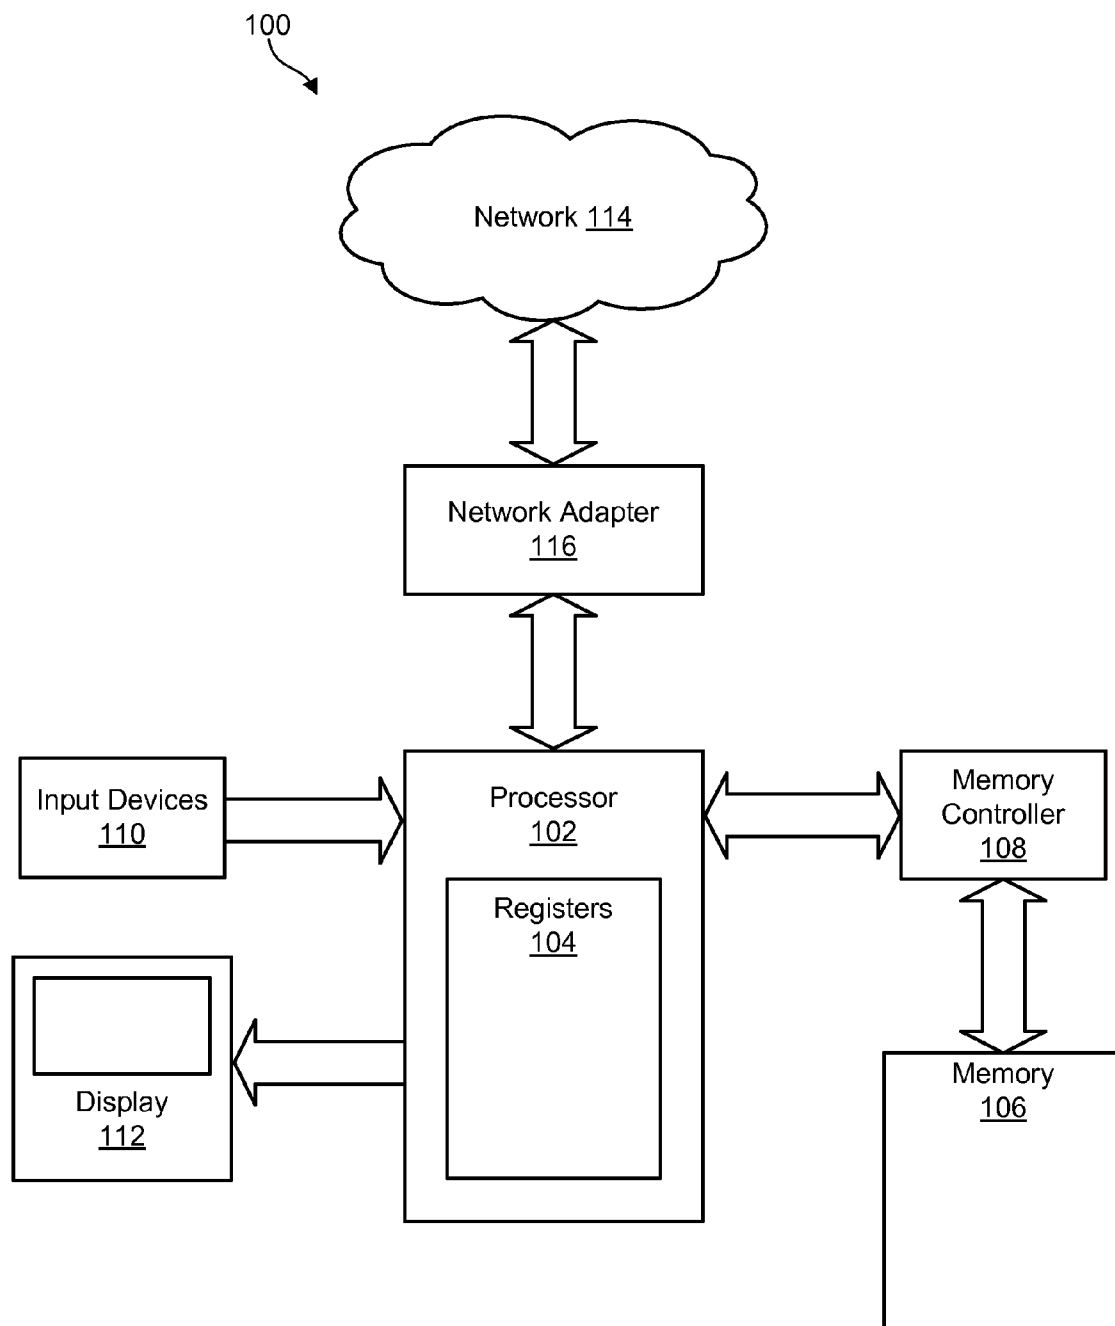 100
Network 114
Network Adapter
116
Input Devices
110
Processor
102
Memory
Controller
108
Registers
104
Display
112
Memory
106